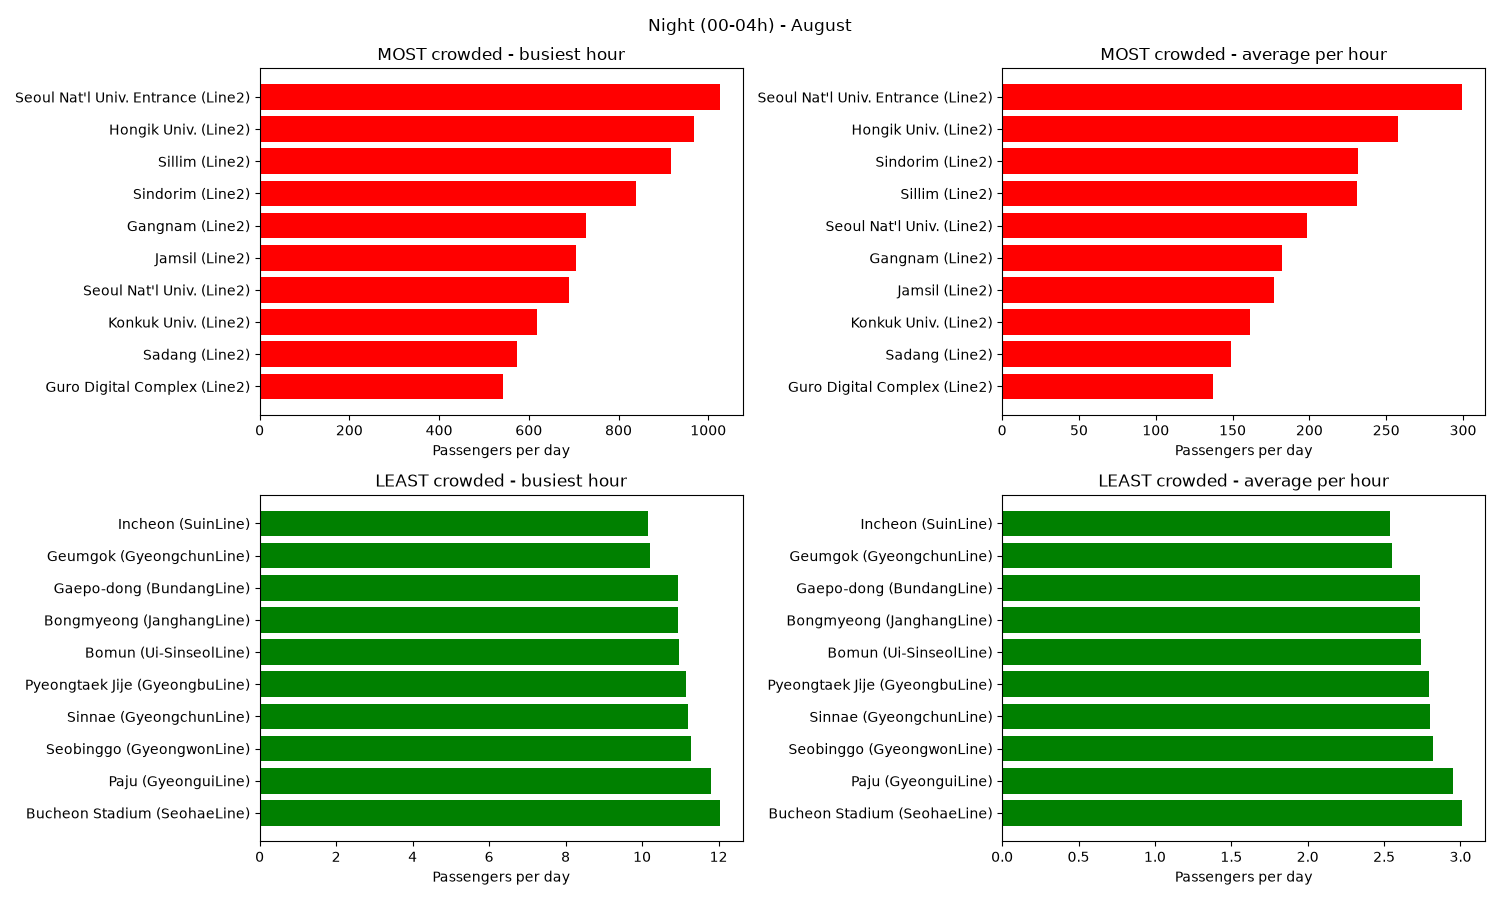 Night (00-04h) - August
MOST crowded - busiest hour
Seoul Nat'l Univ. Entrance (Line2)
Hongik Univ. (Line2)
Sillim (Line2)
Sindorim (Line2)
Gangnam (Line2)
Jamsil (Line2)
Seoul Nat'l Univ. (Line2)
Konkuk Univ. (Line2)
Sadang (Line2)
Guro Digital Complex (Line2)
0 200 400 600 800 1000
Passengers per day
MOST crowded - average per hour
Seoul Nat'l Univ. Entrance (Line2)
Hongik Univ. (Line2)
Sindorim (Line2)
Sillim (Line2)
Seoul Nat'l Univ. (Line2)
Gangnam (Line2)
Jamsil (Line2)
Konkuk Univ. (Line2)
Sadang (Line2)
Guro Digital Complex (Line2)
0 50 100 150 200 250 300
Passengers per day
LEAST crowded - busiest hour
Incheon (SuinLine)
Geumgok (GyeongchunLine)
Gaepo-dong (BundangLine)
Bongmyeong (JanghangLine)
Bomun (Ui-SinseolLine)
Pyeongtaek Jije (GyeongbuLine)
Sinnae (GyeongchunLine)
Seobinggo (GyeongwonLine)
Paju (GyeonguiLine)
Bucheon Stadium (SeohaeLine)
0 2 4 6 8 10 12
Passengers per day
LEAST crowded - average per hour
Incheon (SuinLine)
Geumgok (GyeongchunLine)
Gaepo-dong (BundangLine)
Bongmyeong (JanghangLine)
Bomun (Ui-SinseolLine)
Pyeongtaek Jije (GyeongbuLine)
Sinnae (GyeongchunLine)
Seobinggo (GyeongwonLine)
Paju (GyeonguiLine)
Bucheon Stadium (SeohaeLine)
0.0 0.5 1.0 1.5 2.0 2.5 3.0
Passengers per day